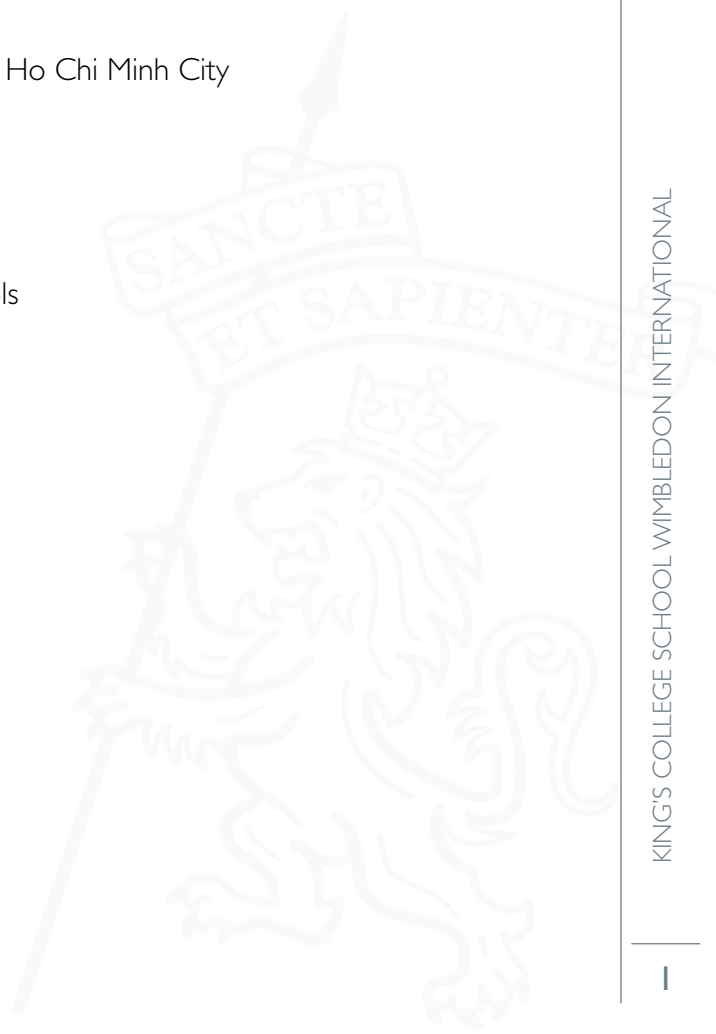 Ho Chi Minh City
SANCTE
ET SAPIENTER
ls
KING'S COLLEGE SCHOOL WIMBLEDON INTERNATIONAL
1